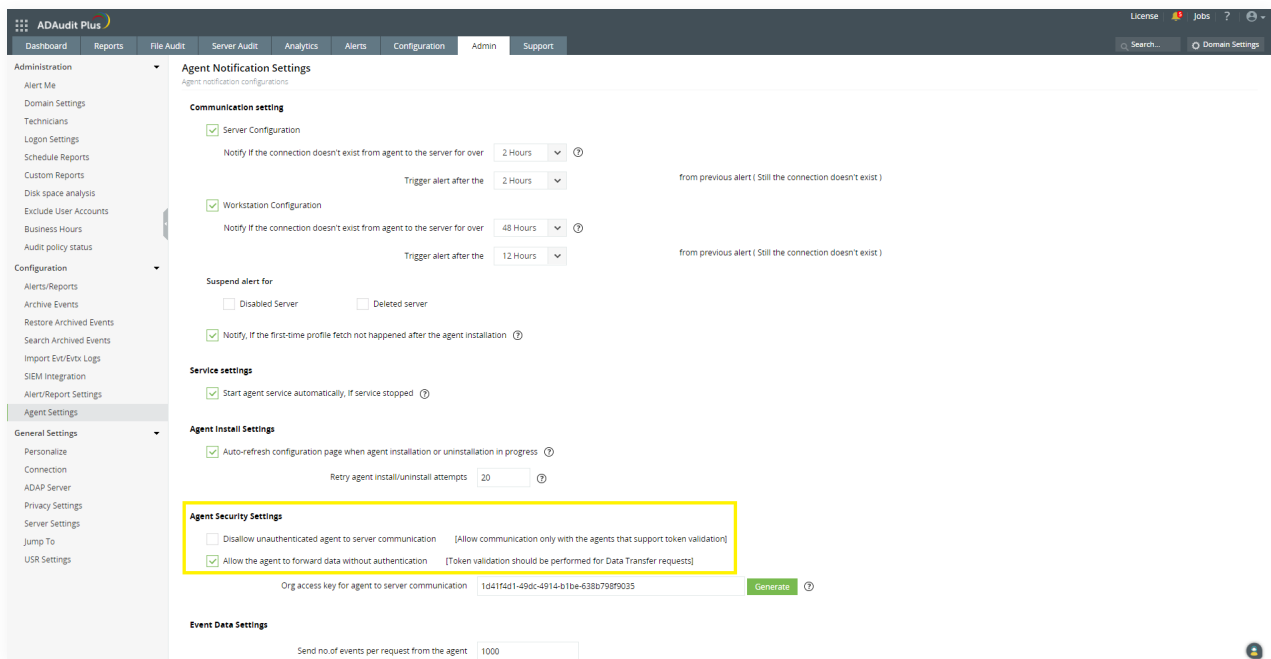 ADAudit Plus
License
5
Jobs
?
Dashboard
Reports
File Audit
Server Audit
Analytics
Alerts
Configuration
Admin
Support
Search...
Domain Settings
Administration
Alert Me
Domain Settings
Technicians
Logon Settings
Schedule Reports
Custom Reports
Disk space analysis
Exclude User Accounts
Business Hours
Audit policy status
Configuration
Alerts/Reports
Archive Events
Restore Archived Events
Search Archived Events
Import Evt/Evtx Logs
SIEM Integration
Alert/Report Settings
Agent Settings
General Settings
Personalize
Connection
ADAP Server
Privacy Settings
Server Settings
Jump To
USR Settings
Agent Notification Settings
Agent notification configurations
Communication setting
Server Configuration
Notify If the connection doesn't exist from agent to the server for over 2 Hours ?
Trigger alert after the 2 Hours from previous alert ( Still the connection doesn't exist )
Workstation Configuration
Notify If the connection doesn't exist from agent to the server for over 48 Hours ?
Trigger alert after the 12 Hours from previous alert ( Still the connection doesn't exist )
Suspend alert for
Disabled Server Deleted server
Notify, If the first-time profile fetch not happened after the agent installation ?
Service settings
Start agent service automatically, if service stopped ?
Agent Install Settings
Auto-refresh configuration page when agent installation or uninstallation in progress ?
Retry agent install/uninstall attempts 20 ?
Agent Security Settings
Disallow unauthenticated agent to server communication [Allow communication only with the agents that support token validation]
Allow the agent to forward data without authentication [Token validation should be performed for Data Transfer requests]
Org access key for agent to server communication 1d41f4d1-49dc-4914-b1be-638b798f9035 Generate ?
Event Data Settings
Send no.of events per request from the agent 1000